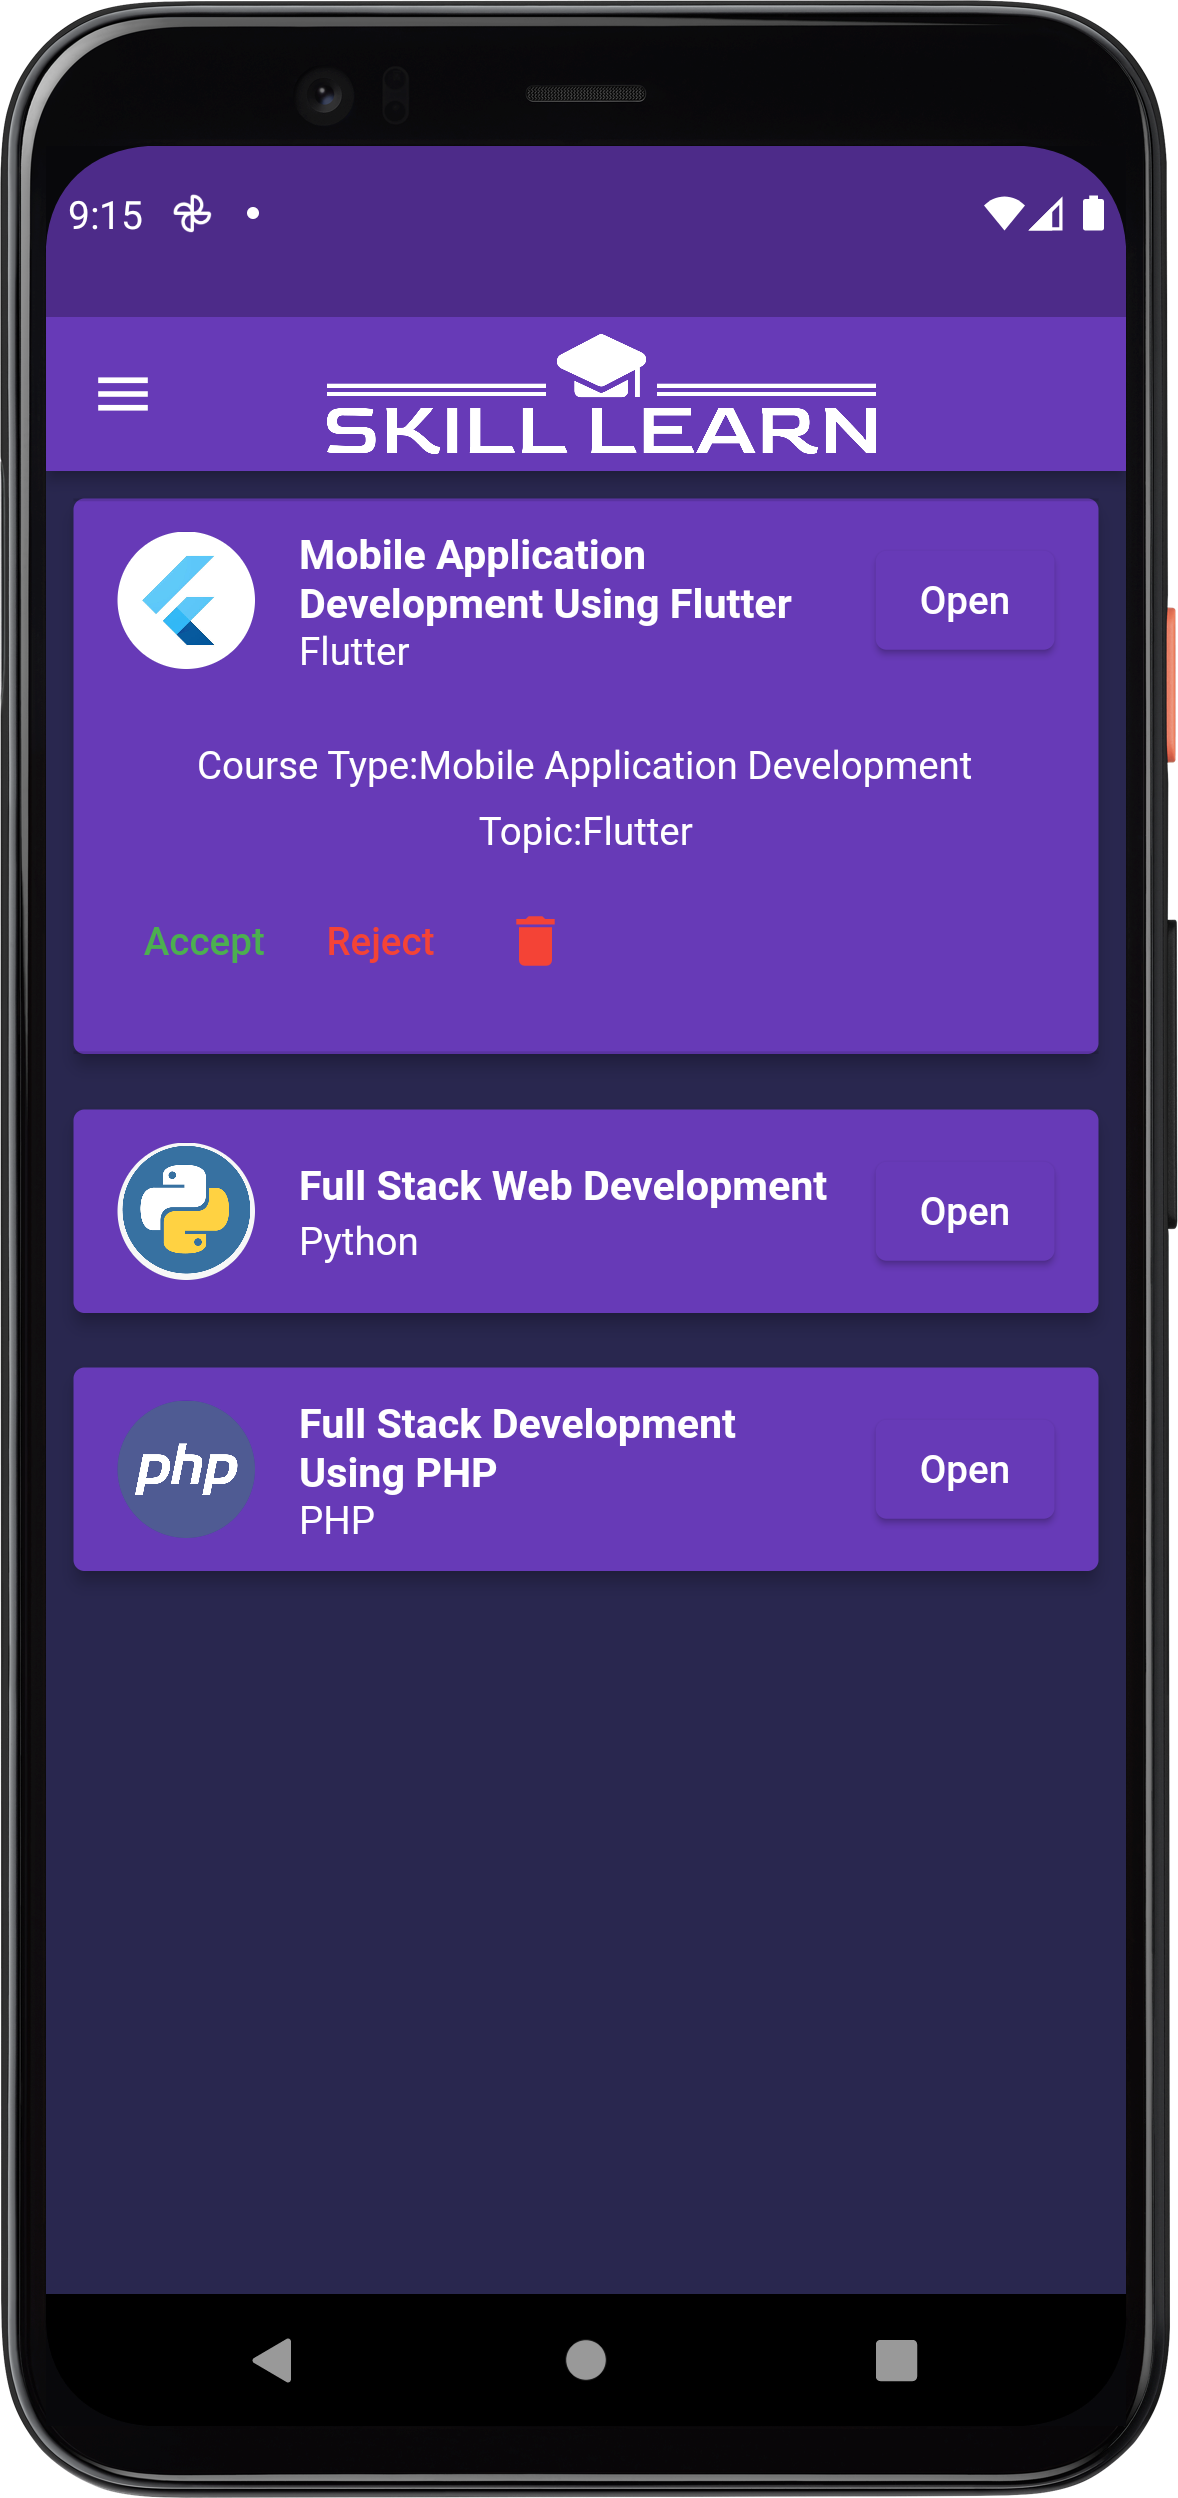 9:15
SKILL LEARN
Mobile Application
Development Using Flutter
Flutter
Open
Course Type:Mobile Application Development
Topic:Flutter
Accept
Reject
Full Stack Web Development
Python
Open
php
Full Stack Development
Using PHP
PHP
Open